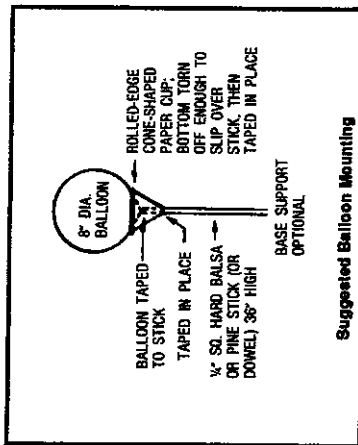 8" DIA.
BALLOON
BALLOON TAPED
TO STICK
TAPED IN PLACE
¼" SQ. HARD BALSA
OR PINE STICK (OR
DOWEL) 36" HIGH
ROLLED-EDGE
CONE-SHAPED
PAPER CUP;
BOTTOM TORN
OFF ENOUGH TO
SLIP OVER
STICK, THEN
TAPED IN PLACE
BASE SUPPORT
OPTIONAL
Suggested Balloon Mounting